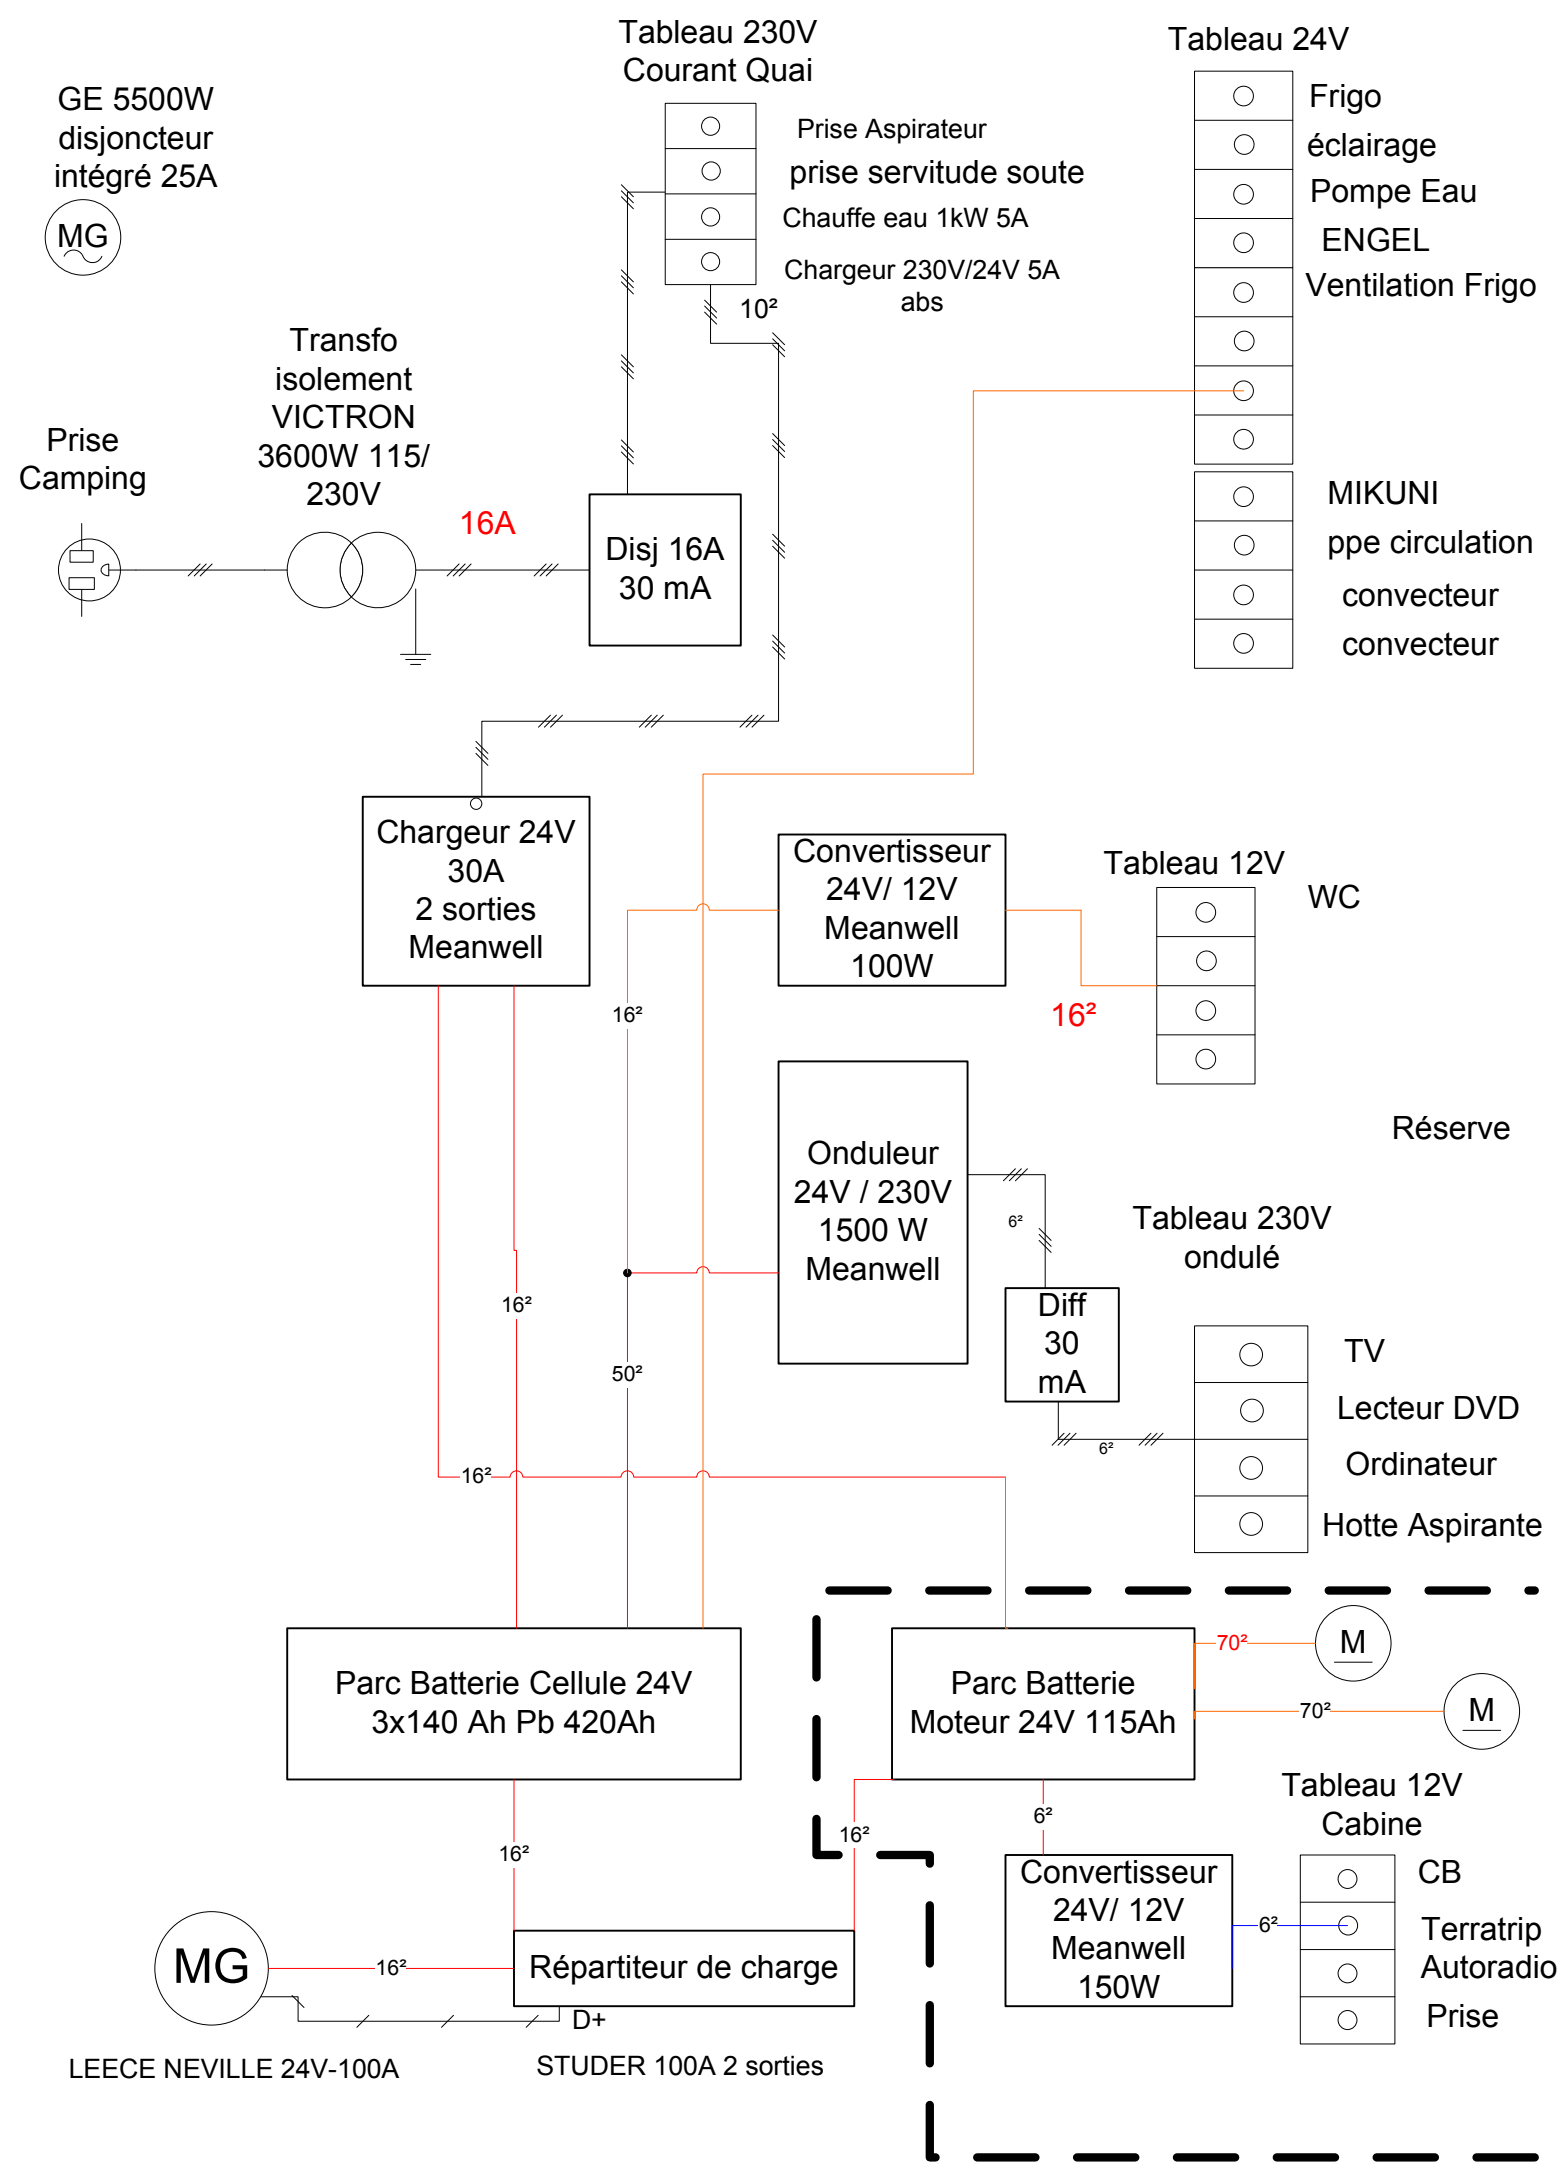 Tableau 230V
Courant Quai
Tableau 24V
GE 5500W
disjoncteur
intégré 25A
MG
Prise Aspirateur
prise servitude soute
Chauffe eau 1kW 5A
Chargeur 230V/24V 5A
abs
10²
Frigo
éclairage
Pompe Eau
ENGEL
Ventilation Frigo
MIKUNI
ppe circulation
convecteur
convecteur
Transfo
isolement
VICTRON
3600W 115/
230V
Prise
Camping
16A
Disj 16A
30 mA
Chargeur 24V
30A
2 sorties
Meanwell
Convertisseur
24V/ 12V
Meanwell
100W
Tableau 12V
WC
16²
16²
Réserve
Onduleur
24V / 230V
1500 W
Meanwell
6²
Tableau 230V
ondulé
Diff
30
mA
6²
TV
Lecteur DVD
Ordinateur
Hotte Aspirante
16²
50²
16²
Parc Batterie Cellule 24V
3x140 Ah Pb 420Ah
Parc Batterie
Moteur 24V 115Ah
70²
M
70²
M
16²
16²
6²
Tableau 12V
Cabine
Convertisseur
24V/ 12V
Meanwell
150W
6²
CB
Terratrip
Autoradio
Prise
MG
16²
Répartiteur de charge
D+
LEECE NEVILLE 24V-100A
STUDER 100A 2 sorties